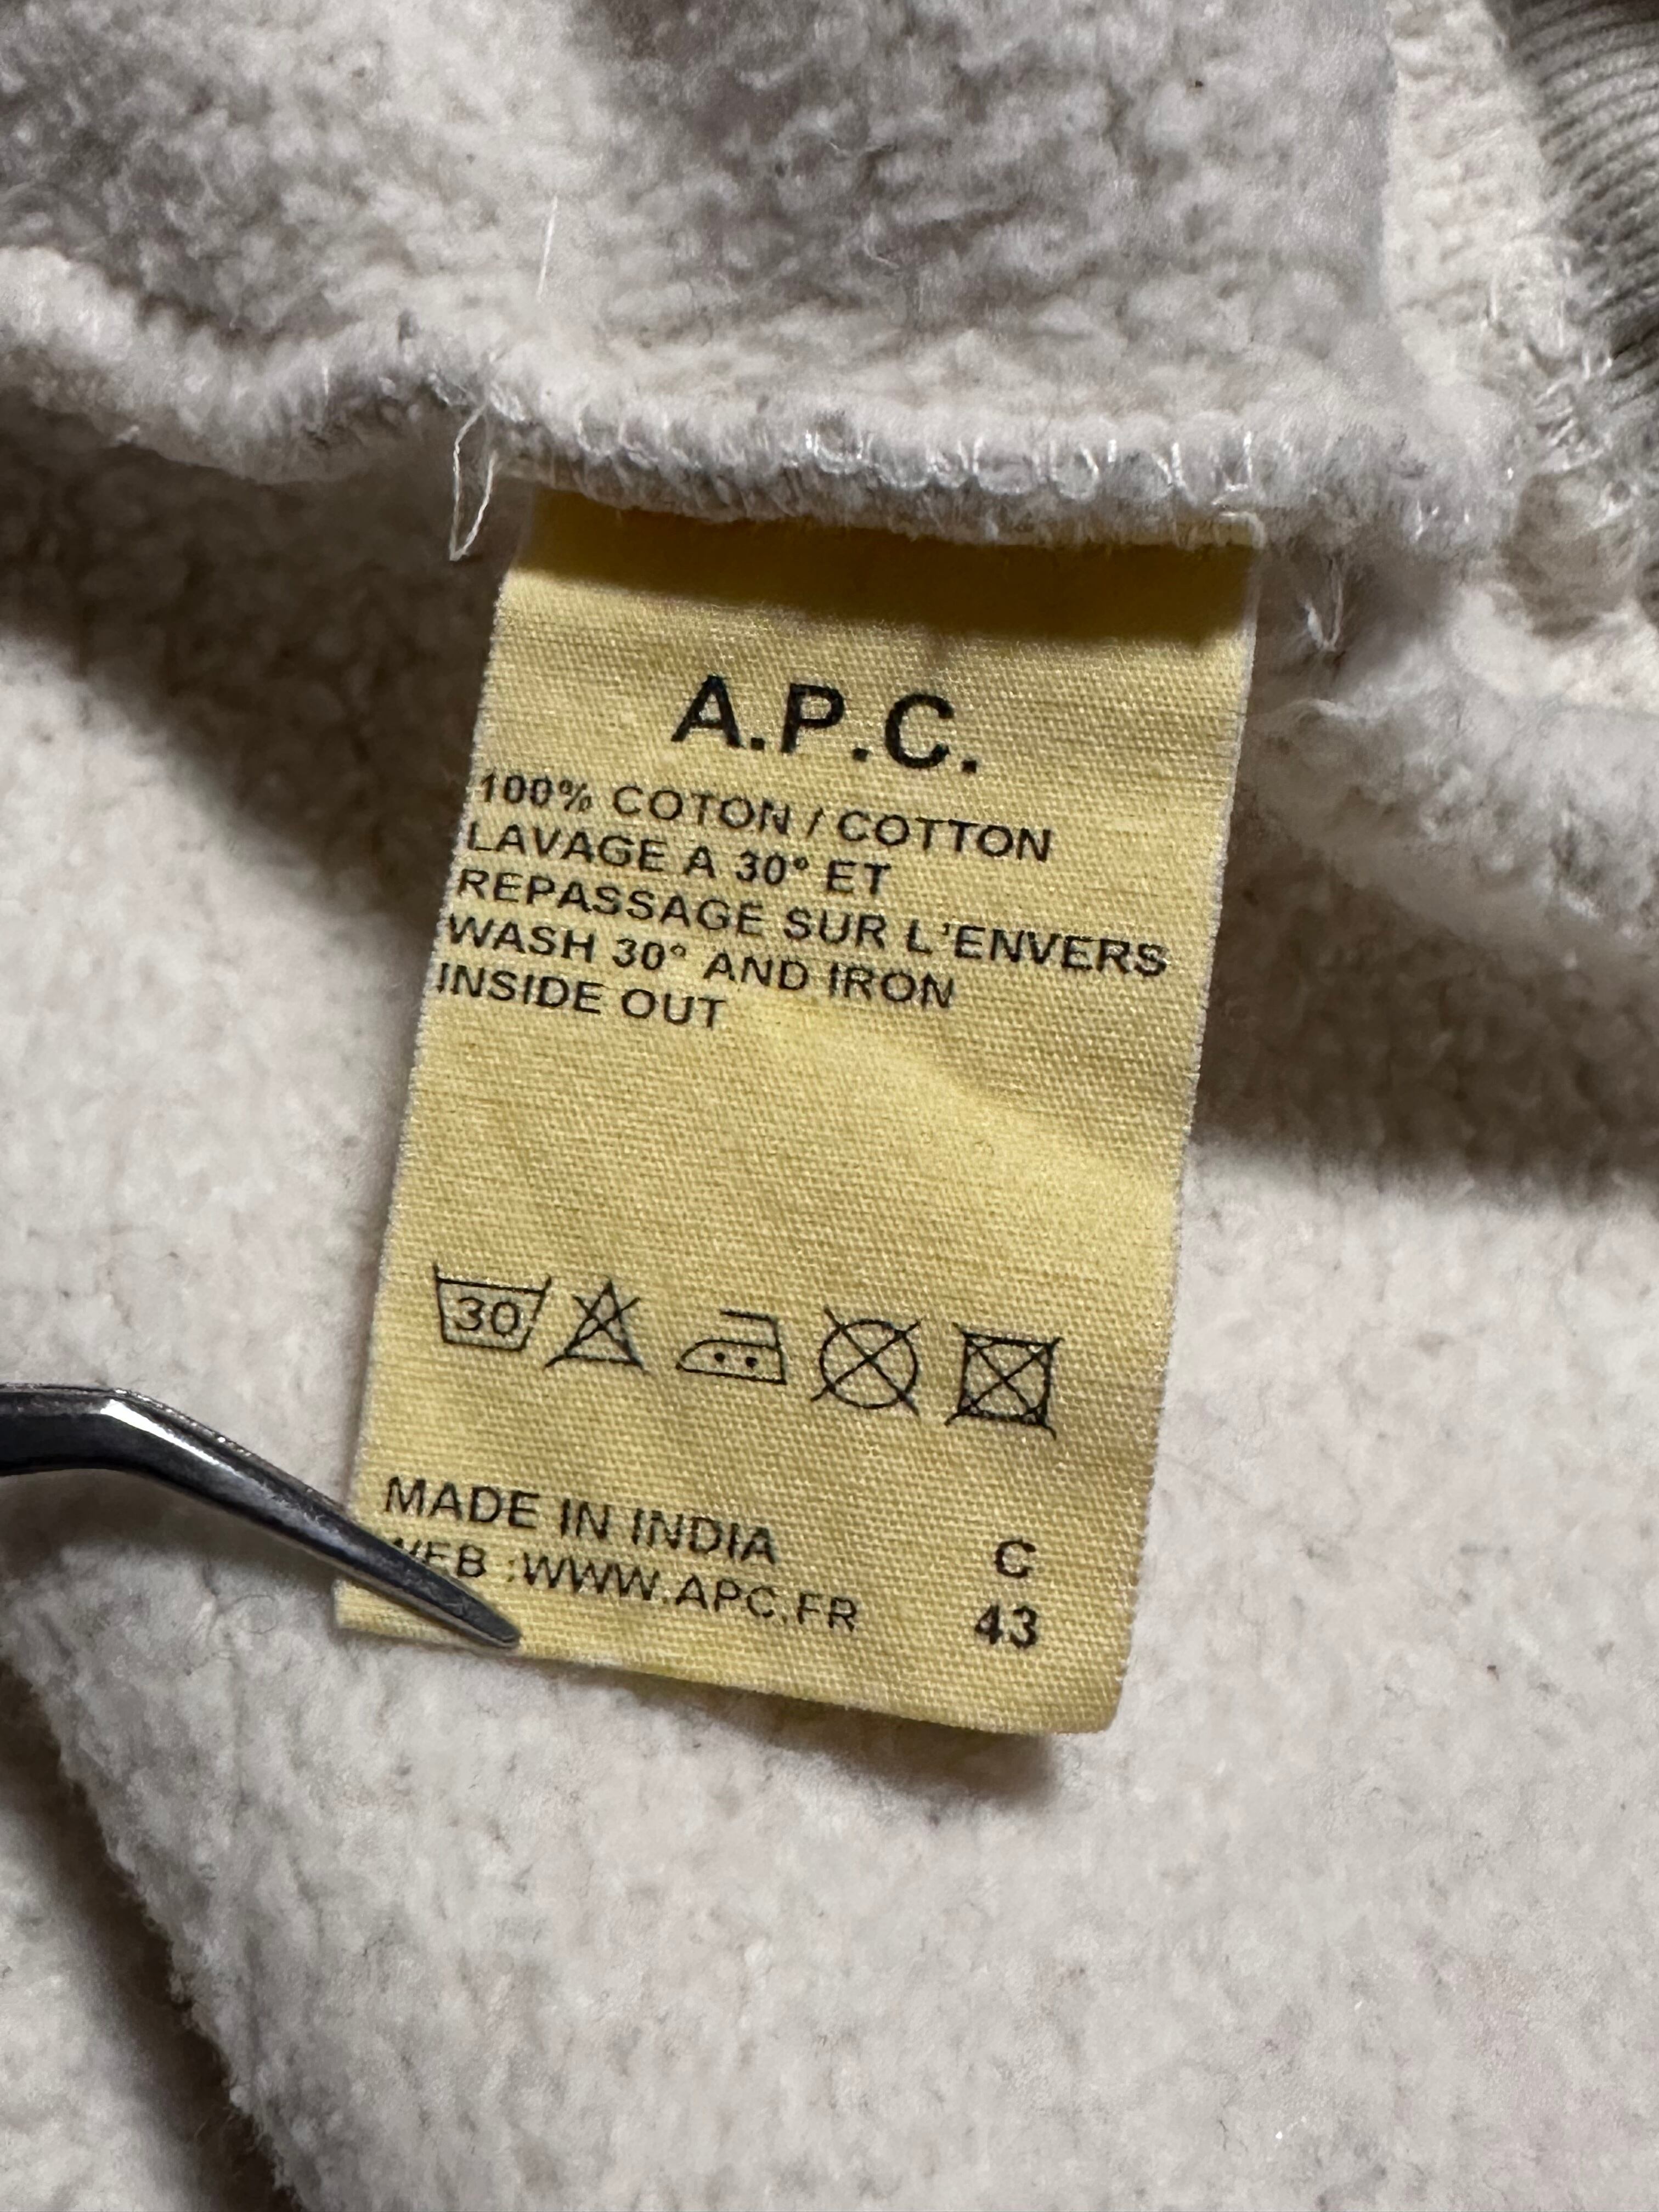 A.P.C.
100% COTON / COTTON
LAVAGE A 30° ET
REPASSAGE SUR L'ENVERS
WASH 30° AND IRON
INSIDE OUT
30
MADE IN INDIA C
WEB :WWW.APC.FR 43